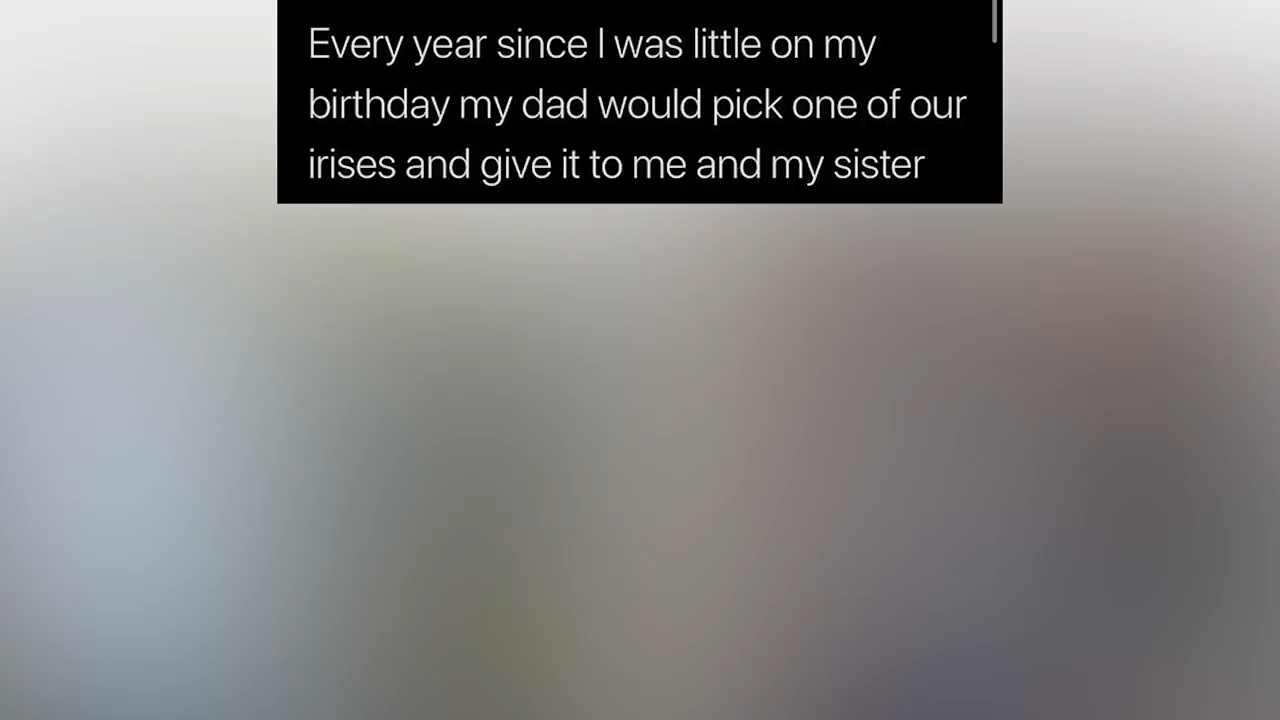 Every year since I was little on my
birthday my dad would pick one of our
irises and give it to me and my sister